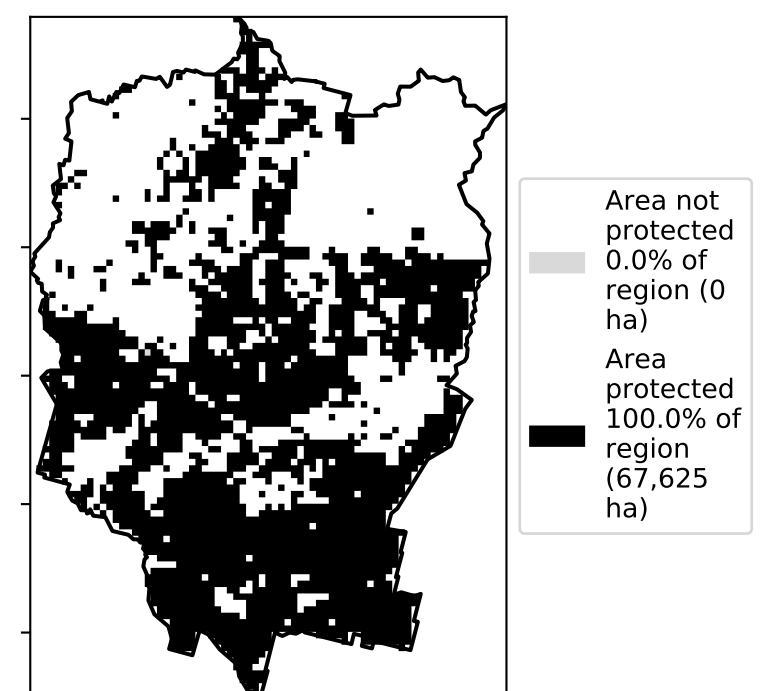 Area not
protected
0.0% of
region (0
ha)
Area
protected
100.0% of
region
(67,625
ha)